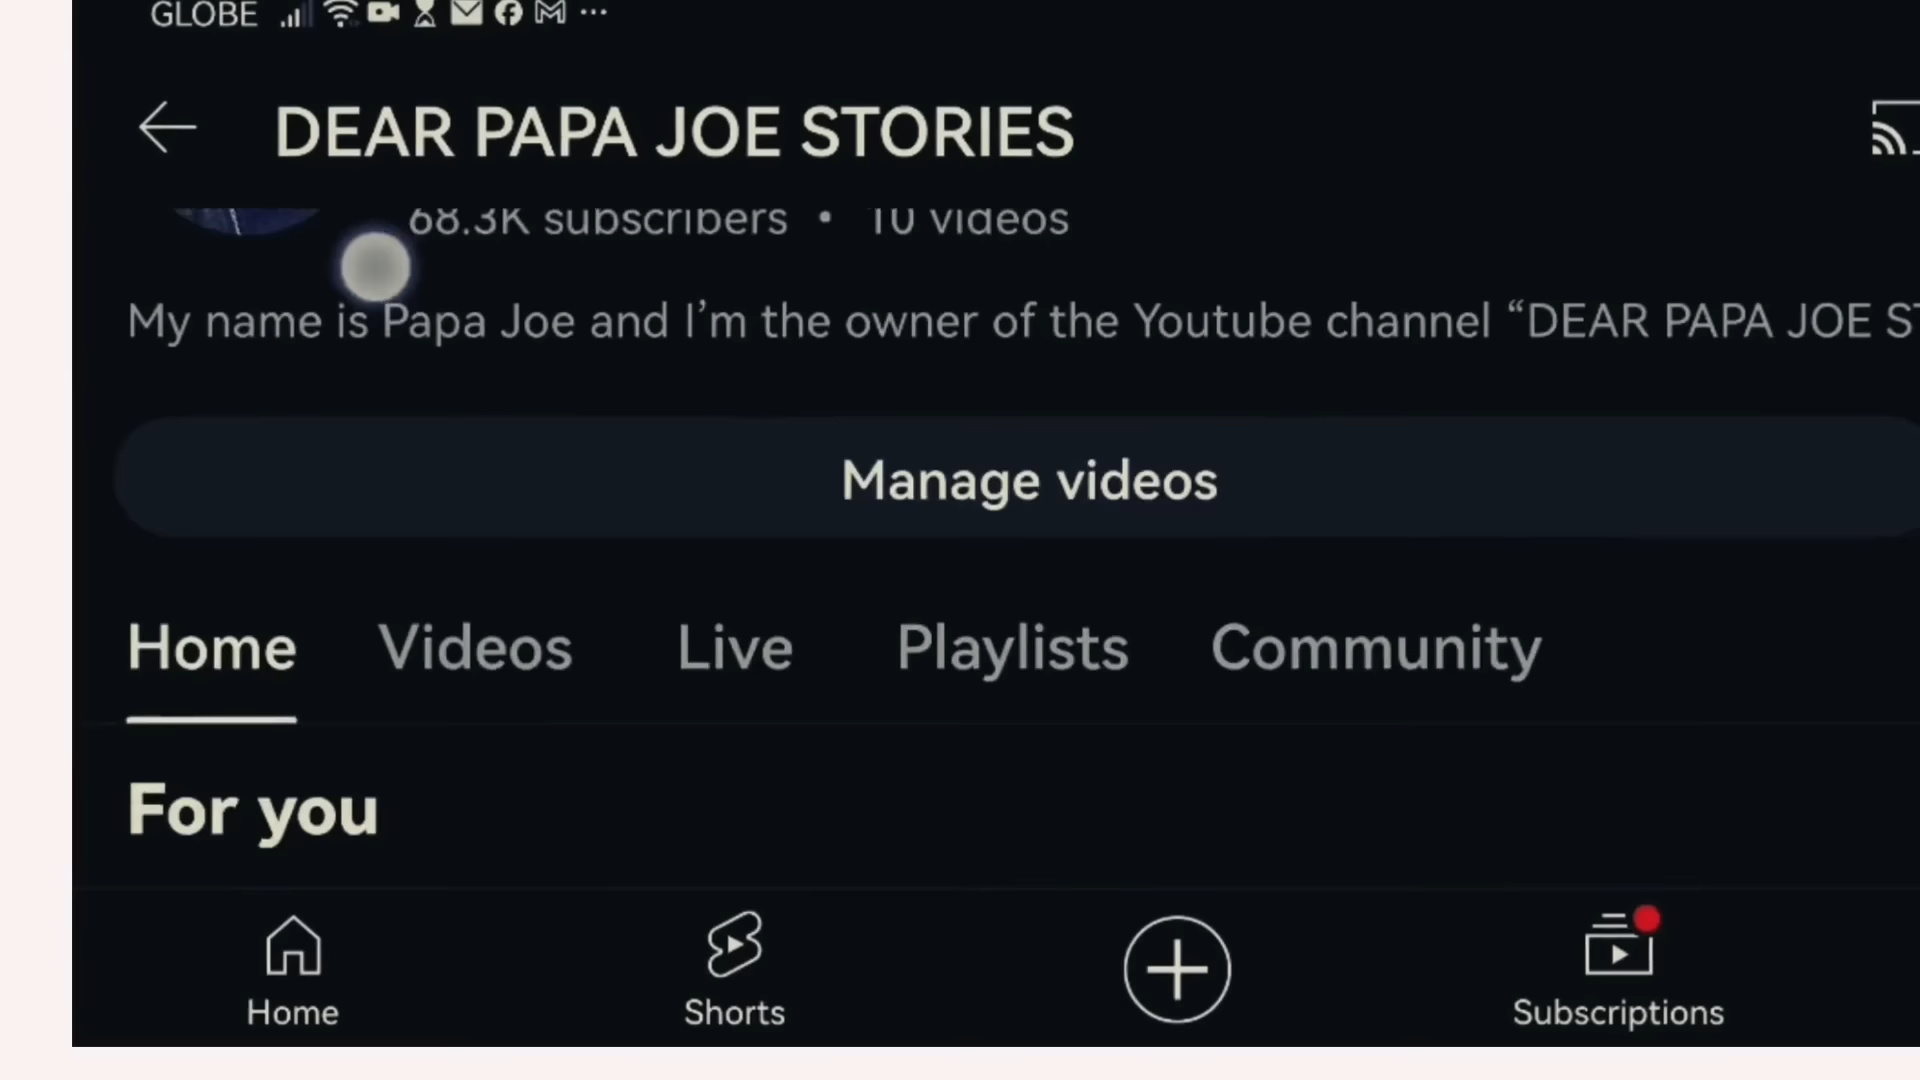 GLOBE
DEAR PAPA JOE STORIES
68.3K subscribers • 10 videos
My name is Papa Joe and I’m the owner of the Youtube channel “DEAR PAPA JOE ST
Manage videos
Home Videos Live Playlists Community
For you
Home Shorts Subscriptions